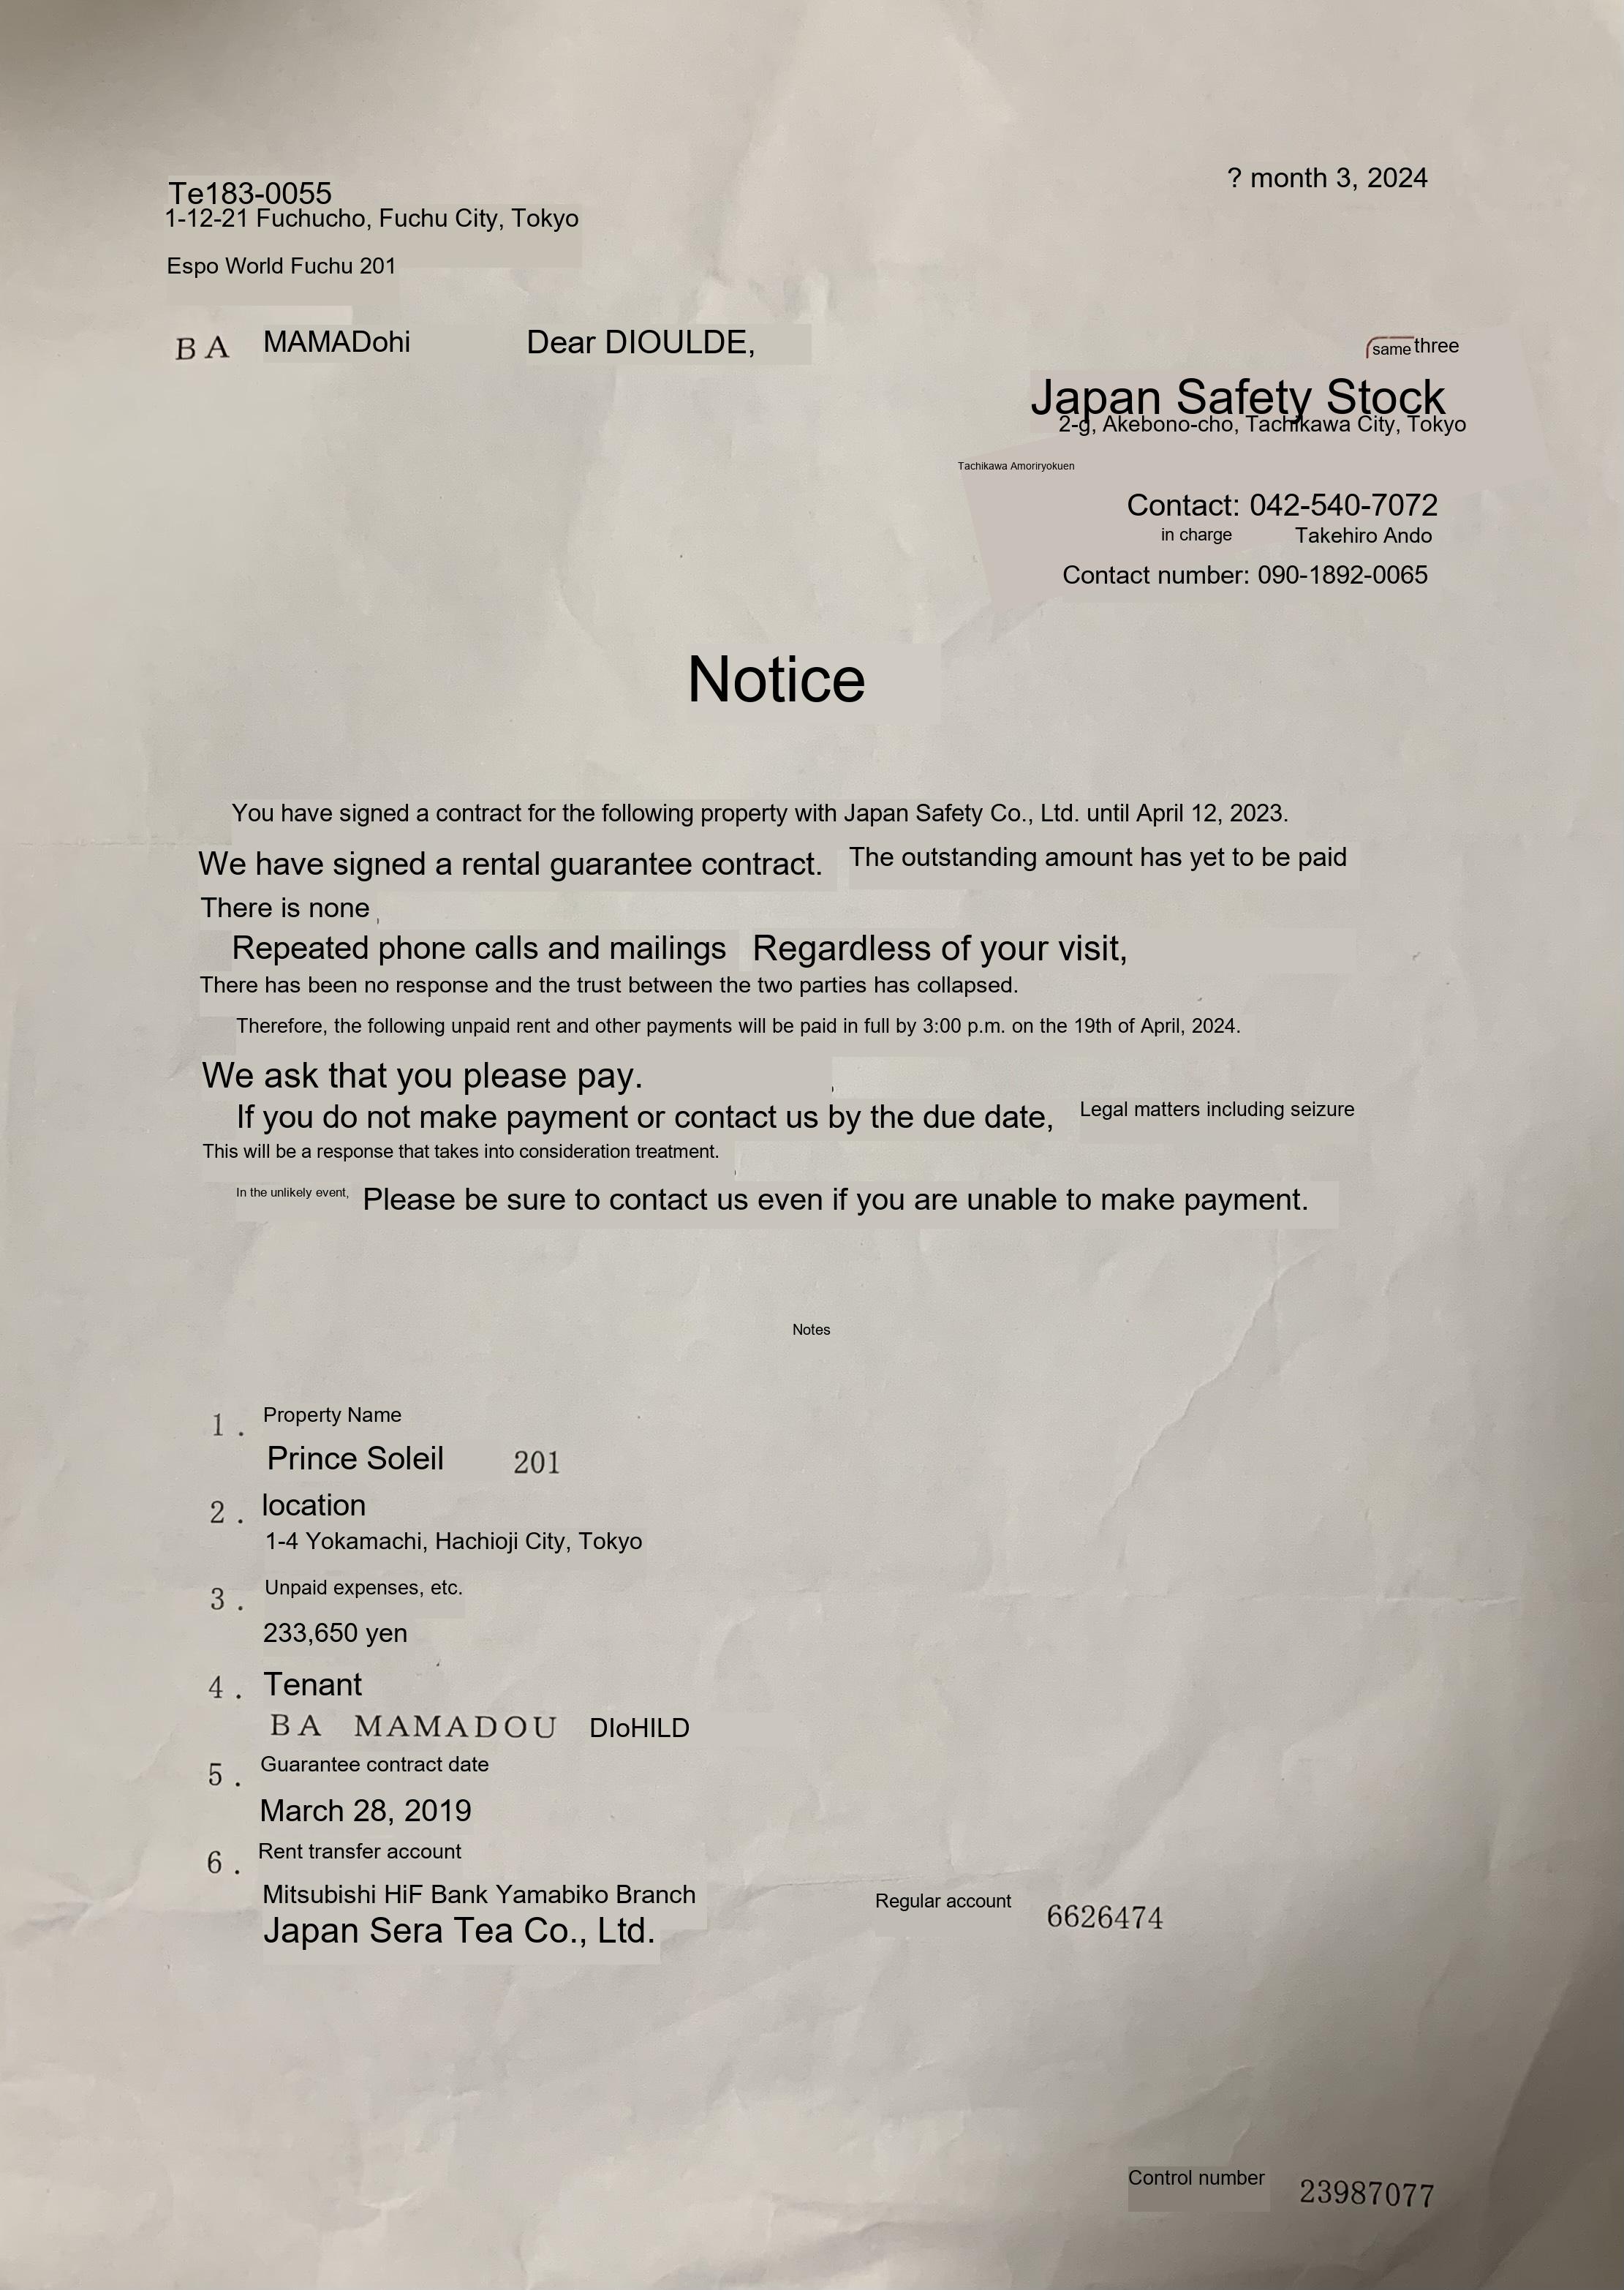 ? month 3, 2024
Te183-0055
1-12-21 Fuchucho, Fuchu City, Tokyo
Espo World Fuchu 201
BA MAMADohi Dear DIOULDE,
same three
Japan Safety Stock
2-g, Akebono-cho, Tachikawa City, Tokyo
Tachikawa Amoriryokuen
Contact: 042-540-7072
in charge Takehiro Ando
Contact number: 090-1892-0065
Notice
You have signed a contract for the following property with Japan Safety Co., Ltd. until April 12, 2023.
We have signed a rental guarantee contract. The outstanding amount has yet to be paid
There is none
Repeated phone calls and mailings Regardless of your visit,
There has been no response and the trust between the two parties has collapsed.
Therefore, the following unpaid rent and other payments will be paid in full by 3:00 p.m. on the 19th of April, 2024.
We ask that you please pay.
If you do not make payment or contact us by the due date, Legal matters including seizure
This will be a response that takes into consideration treatment.
In the unlikely event, Please be sure to contact us even if you are unable to make payment.
Notes
1. Property Name
Prince Soleil 201
2. location
1-4 Yokamachi, Hachioji City, Tokyo
3. Unpaid expenses, etc.
233,650 yen
4. Tenant
BA MAMADOU DIoHILD
5. Guarantee contract date
March 28, 2019
6. Rent transfer account
Mitsubishi HiF Bank Yamabiko Branch Regular account 6626474
Japan Sera Tea Co., Ltd.
Control number 23987077